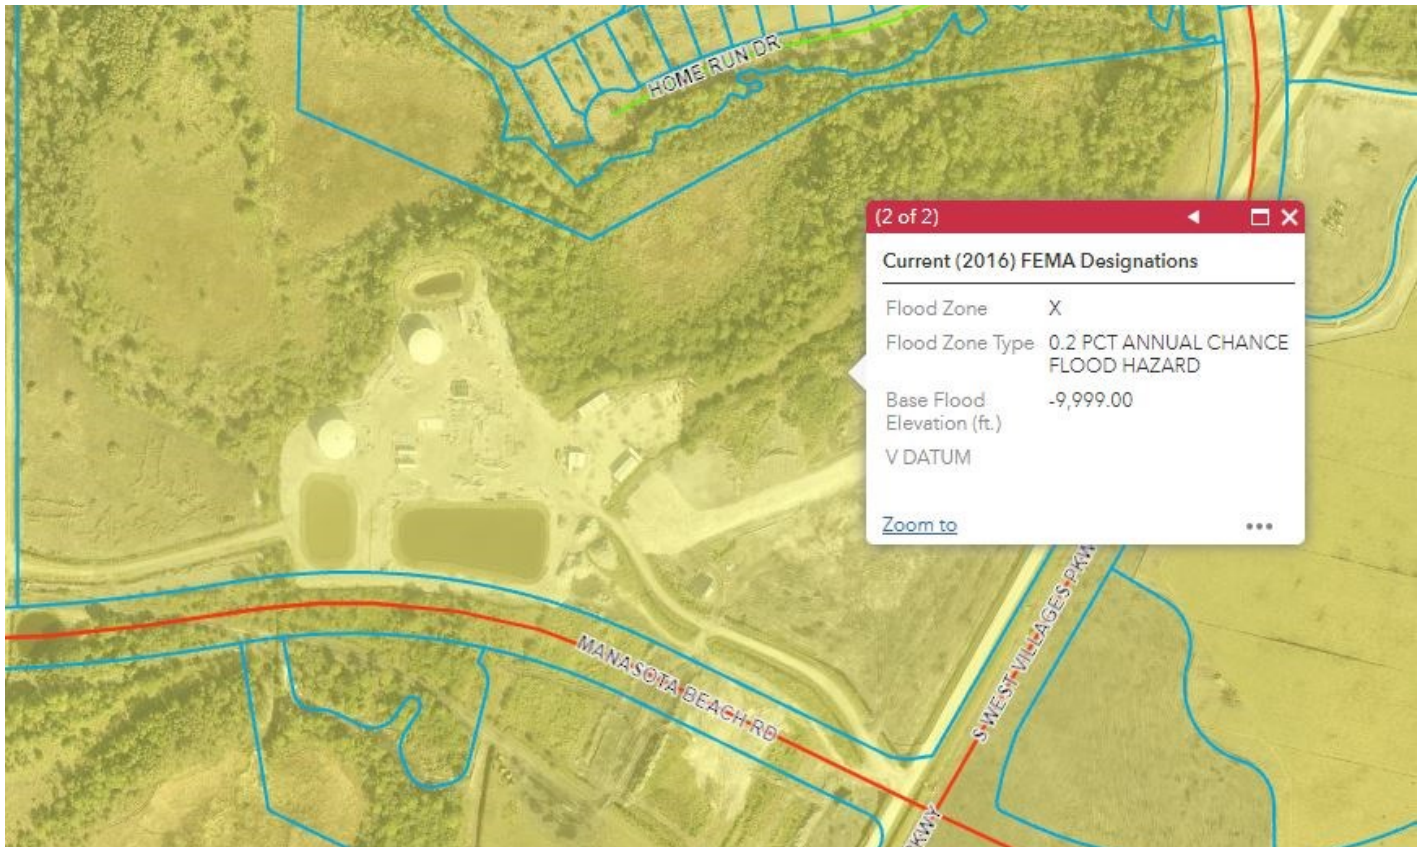 HOME RUN DR
(2 of 2)
Current (2016) FEMA Designations
Flood Zone X
Flood Zone Type 0.2 PCT ANNUAL CHANCE
FLOOD HAZARD
Base Flood -9,999.00
Elevation (ft.)
V DATUM
Zoom to
S WEST VILLAGES PKWY
MANASOTA BEACH RD
PKWY